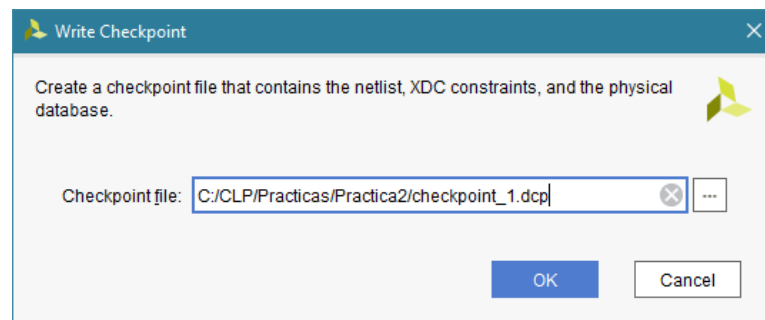 Write Checkpoint
Create a checkpoint file that contains the netlist, XDC constraints, and the physical
database.
Checkpoint file: C:/CLP/Practicas/Practica2/checkpoint_1.dcp ...
OK Cancel